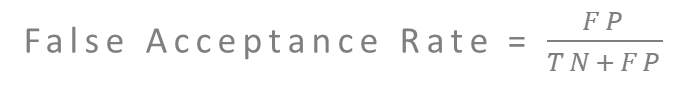 False Acceptance Rate = FP / (TN + FP)